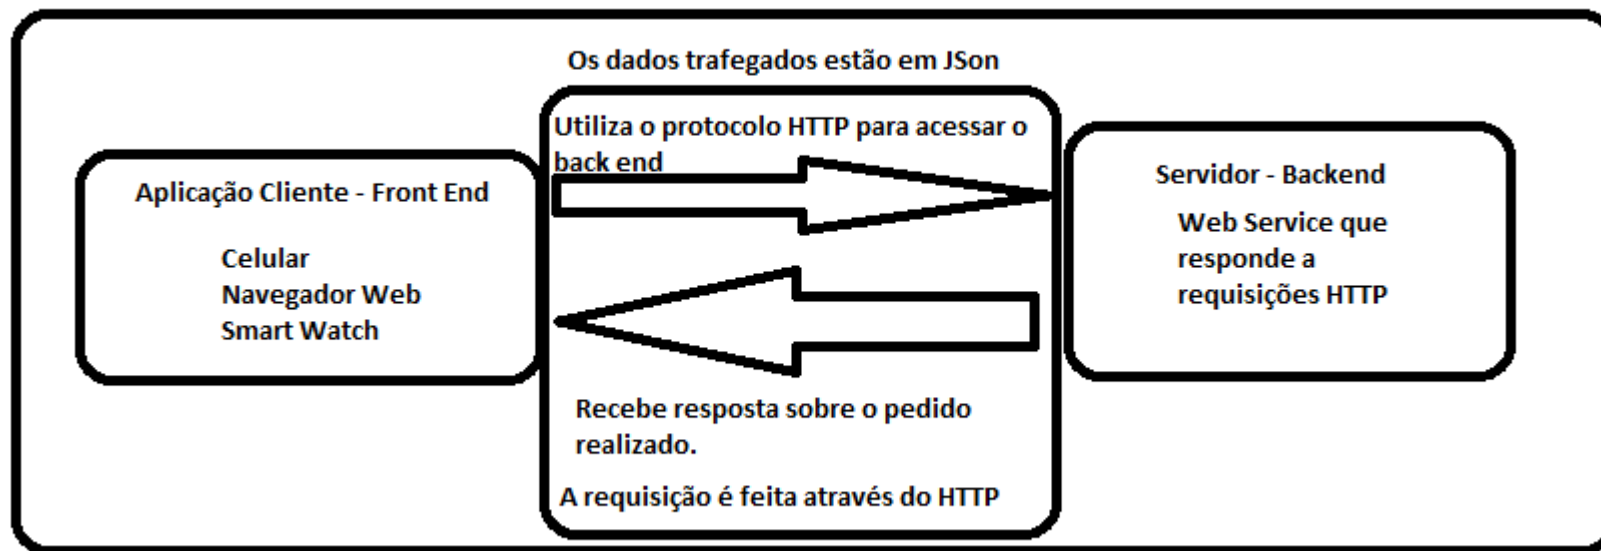 Os dados trafegados estão em JSon
Utiliza o protocolo HTTP para acessar o
back end
Aplicação Cliente - Front End
Celular
Navegador Web
Smart Watch
Servidor - Backend
Web Service que
responde a
requisições HTTP
Recebe resposta sobre o pedido
realizado.
A requisição é feita através do HTTP